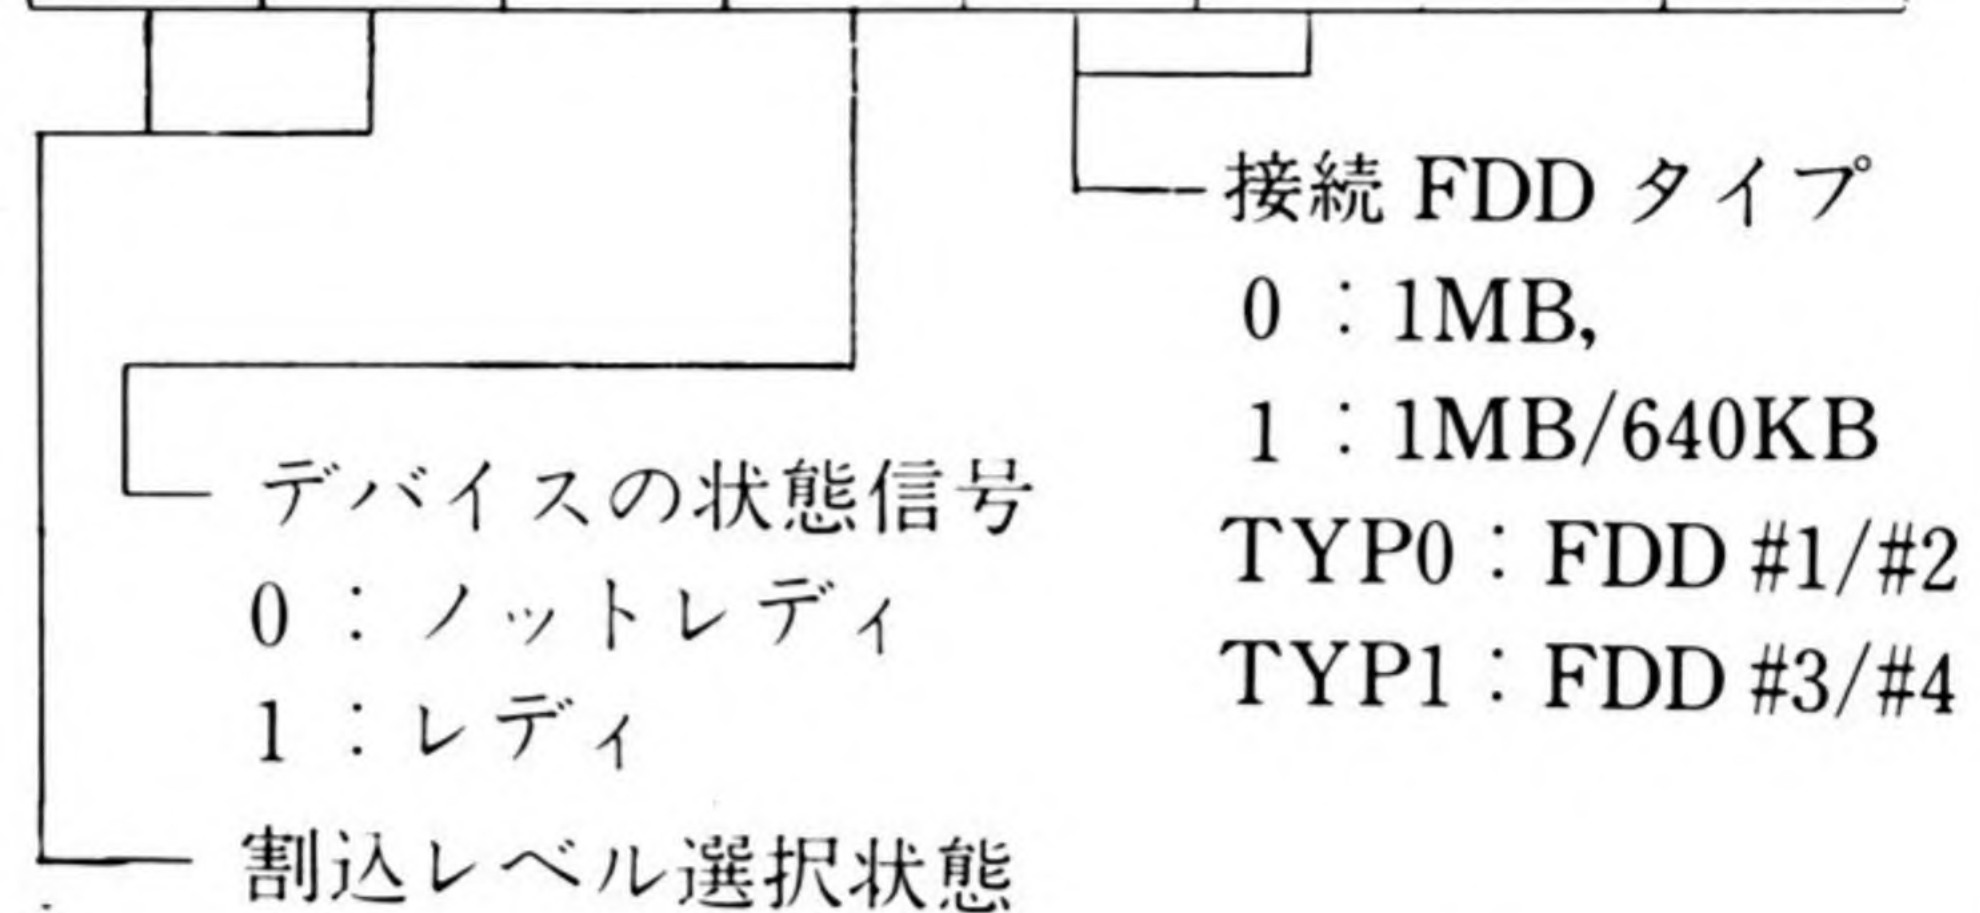 接続 FDD タイプ
0 : 1MB,
1 : 1MB/640KB
TYP0 : FDD #1/#2
TYP1 : FDD #3/#4
デバイスの状態信号
0 : ノットレディ
1 : レディ
割込レベル選択状態